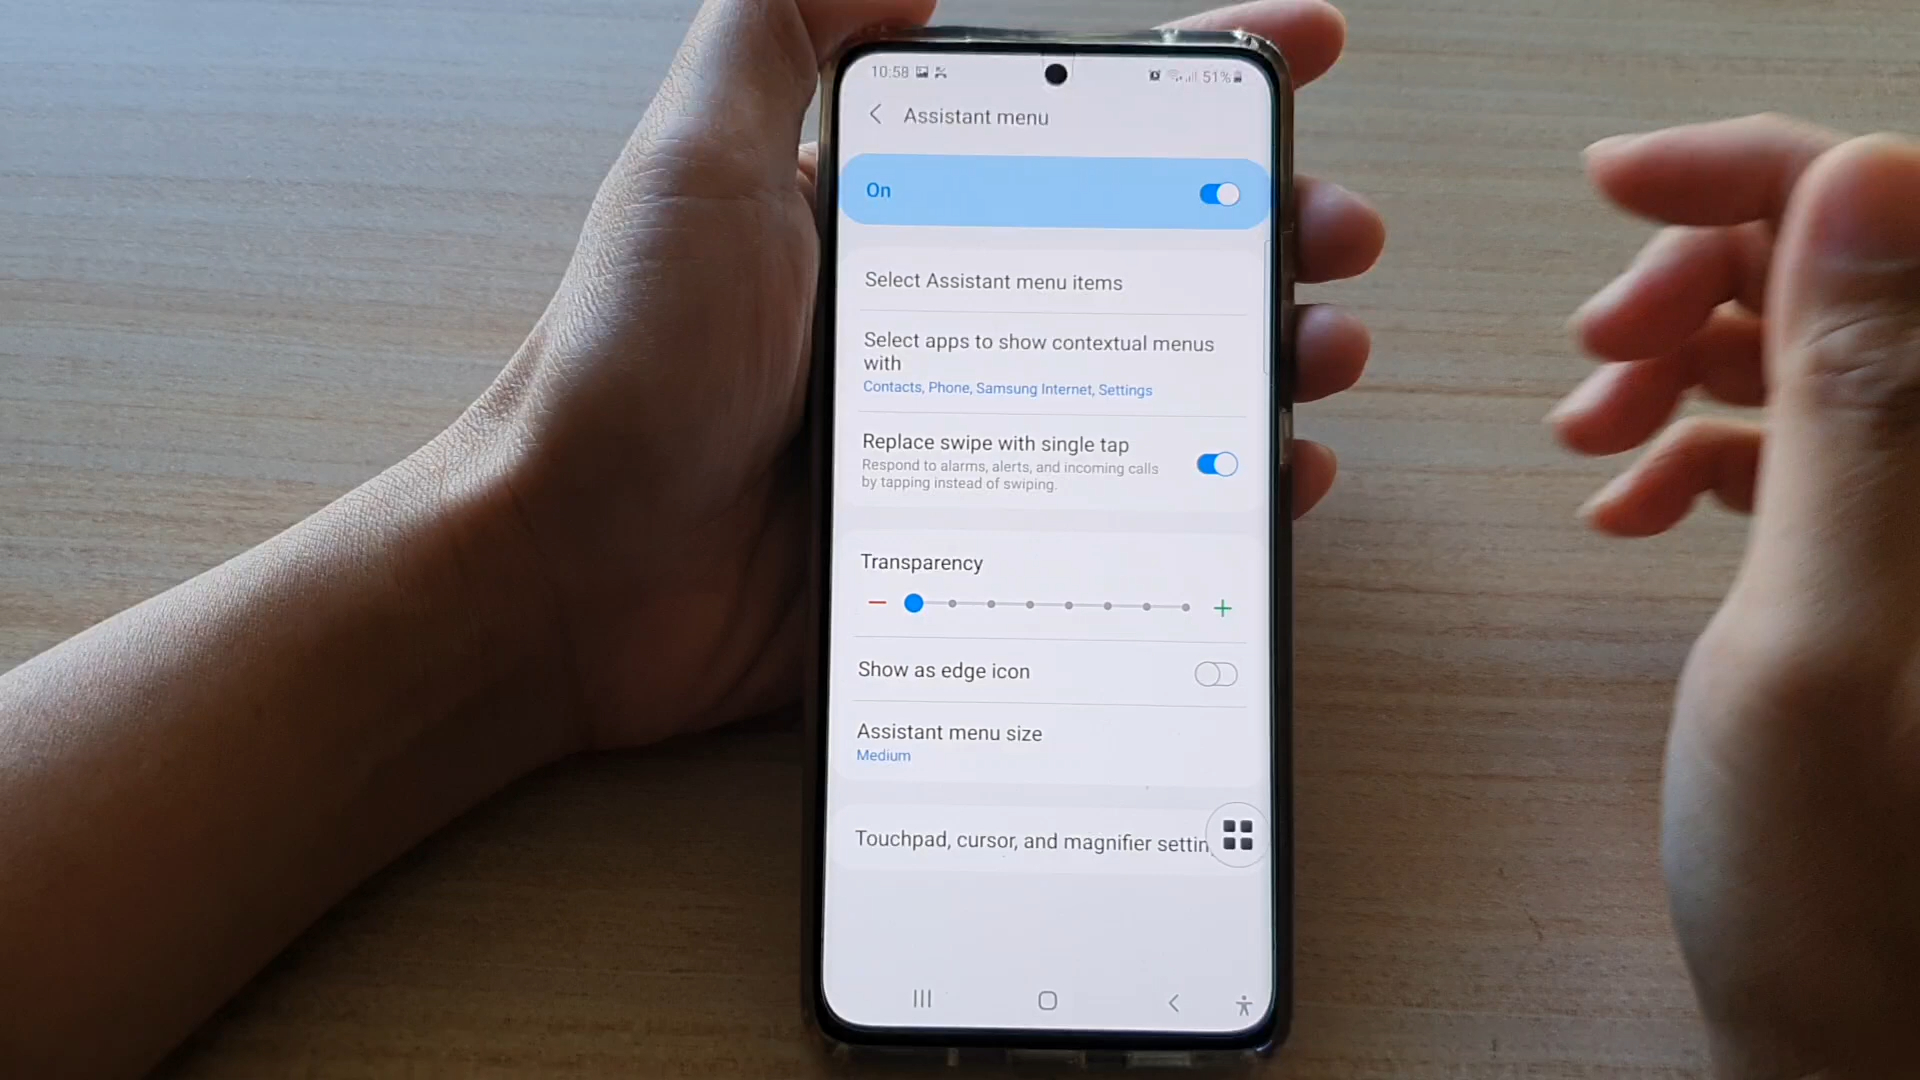 10:58 51%
Assistant menu
On
Select Assistant menu items
Select apps to show contextual menus
with
Contacts, Phone, Samsung Internet, Settings
Replace swipe with single tap
Respond to alarms, alerts, and incoming calls
by tapping instead of swiping.
Transparency
Show as edge icon
Assistant menu size
Medium
Touchpad, cursor, and magnifier settin